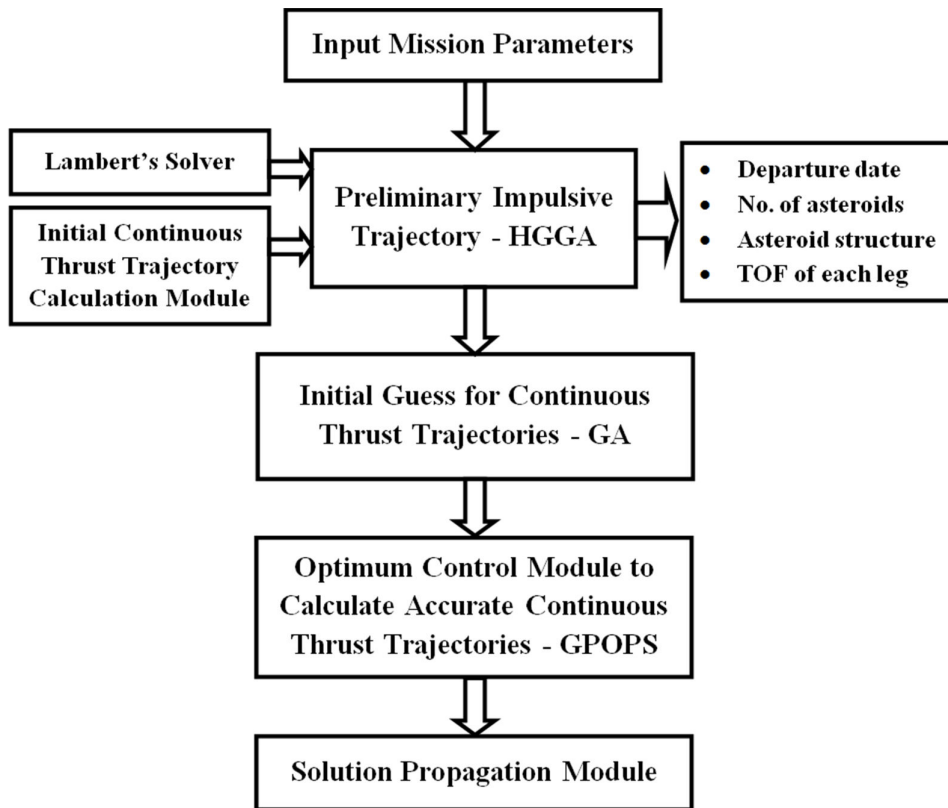 Input Mission Parameters
Lambert's Solver
Initial Continuous
Thrust Trajectory
Calculation Module
Preliminary Impulsive
Trajectory - HGGA
• Departure date
• No. of asteroids
• Asteroid structure
• TOF of each leg
Initial Guess for Continuous
Thrust Trajectories - GA
Optimum Control Module to
Calculate Accurate Continuous
Thrust Trajectories - GPOPS
Solution Propagation Module